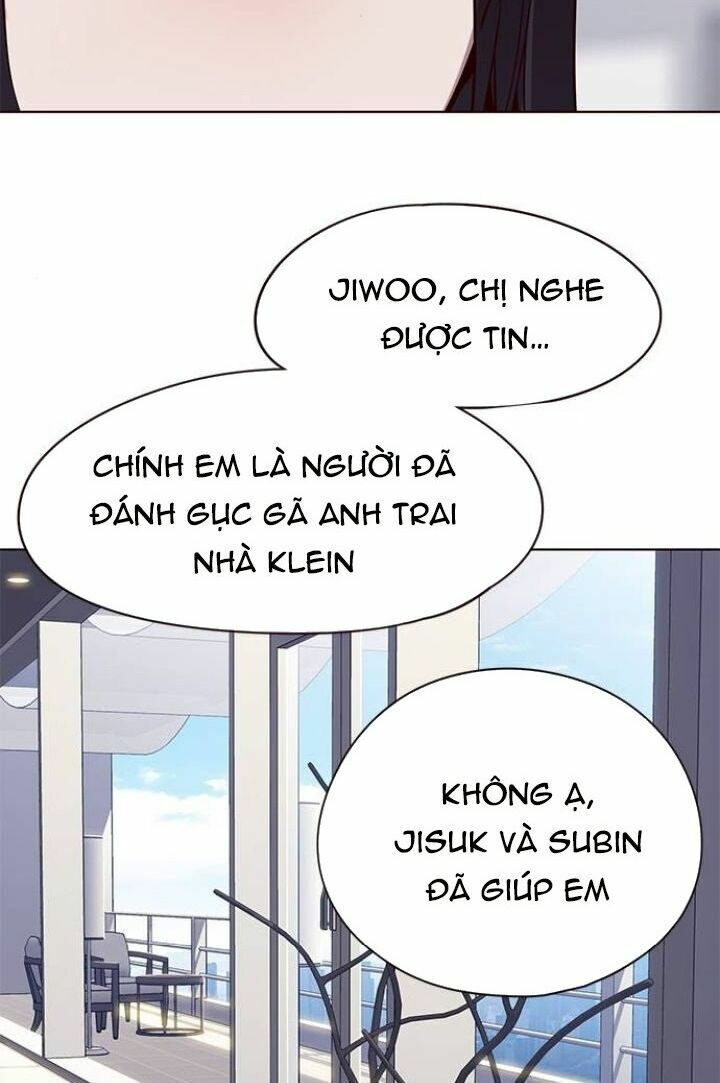 JIWOO, CHỊ NGHE
ĐƯỢC TIN...
CHÍNH EM LÀ NGƯỜI ĐÃ
ĐÁNH GỤC GÃ ANH TRAI
NHÀ KLEIN
KHÔNG Ạ,
JISUK VÀ SUBIN
ĐÃ GIÚP EM